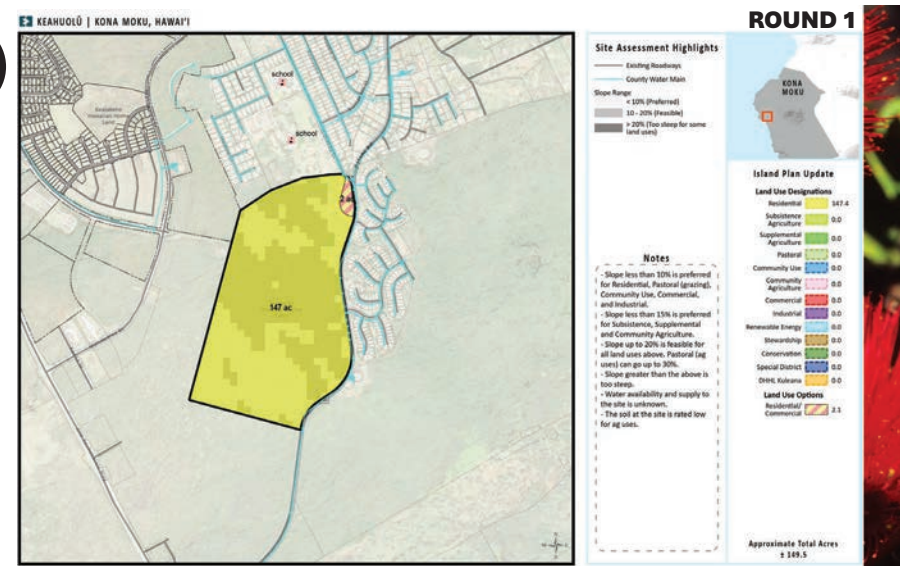 KEAHUOLŪ | KONA MOKU, HAWAI'I
ROUND 1
school
school
Hawaiian Home
Land
2 ac
147 ac
Site Assessment Highlights
Existing Roadways
County Water Main
Slope Range
< 10% (Preferred)
10 - 20% (Feasible)
> 20% (Too steep for some
land uses)
Notes
- Slope less than 10% is preferred
for Residential, Pastoral (grazing),
Community Use, Commercial,
and Industrial.
- Slope less than 15% is preferred
for Subsistence, Supplemental
and Community Agriculture.
- Slope up to 20% is feasible for
all land uses above. Pastoral (ag
uses) can go up to 30%.
- Slope greater than the above is
too steep.
- Water availability and supply to
the site is unknown.
- The soil at the site is rated low
for ag uses.
KONA
MOKU
Island Plan Update
Land Use Designations
Residential 147.4
Subsistence
Agriculture 0.0
Supplemental
Agriculture 0.0
Pastoral 0.0
Community Use 0.0
Community
Agriculture 0.0
Commercial 0.0
Industrial 0.0
Renewable Energy 0.0
Stewardship 0.0
Conservation 0.0
Special District 0.0
DHHL Kuleana 0.0
Land Use Options
Residential/
Commercial 2.1
Approximate Total Acres
± 149.5